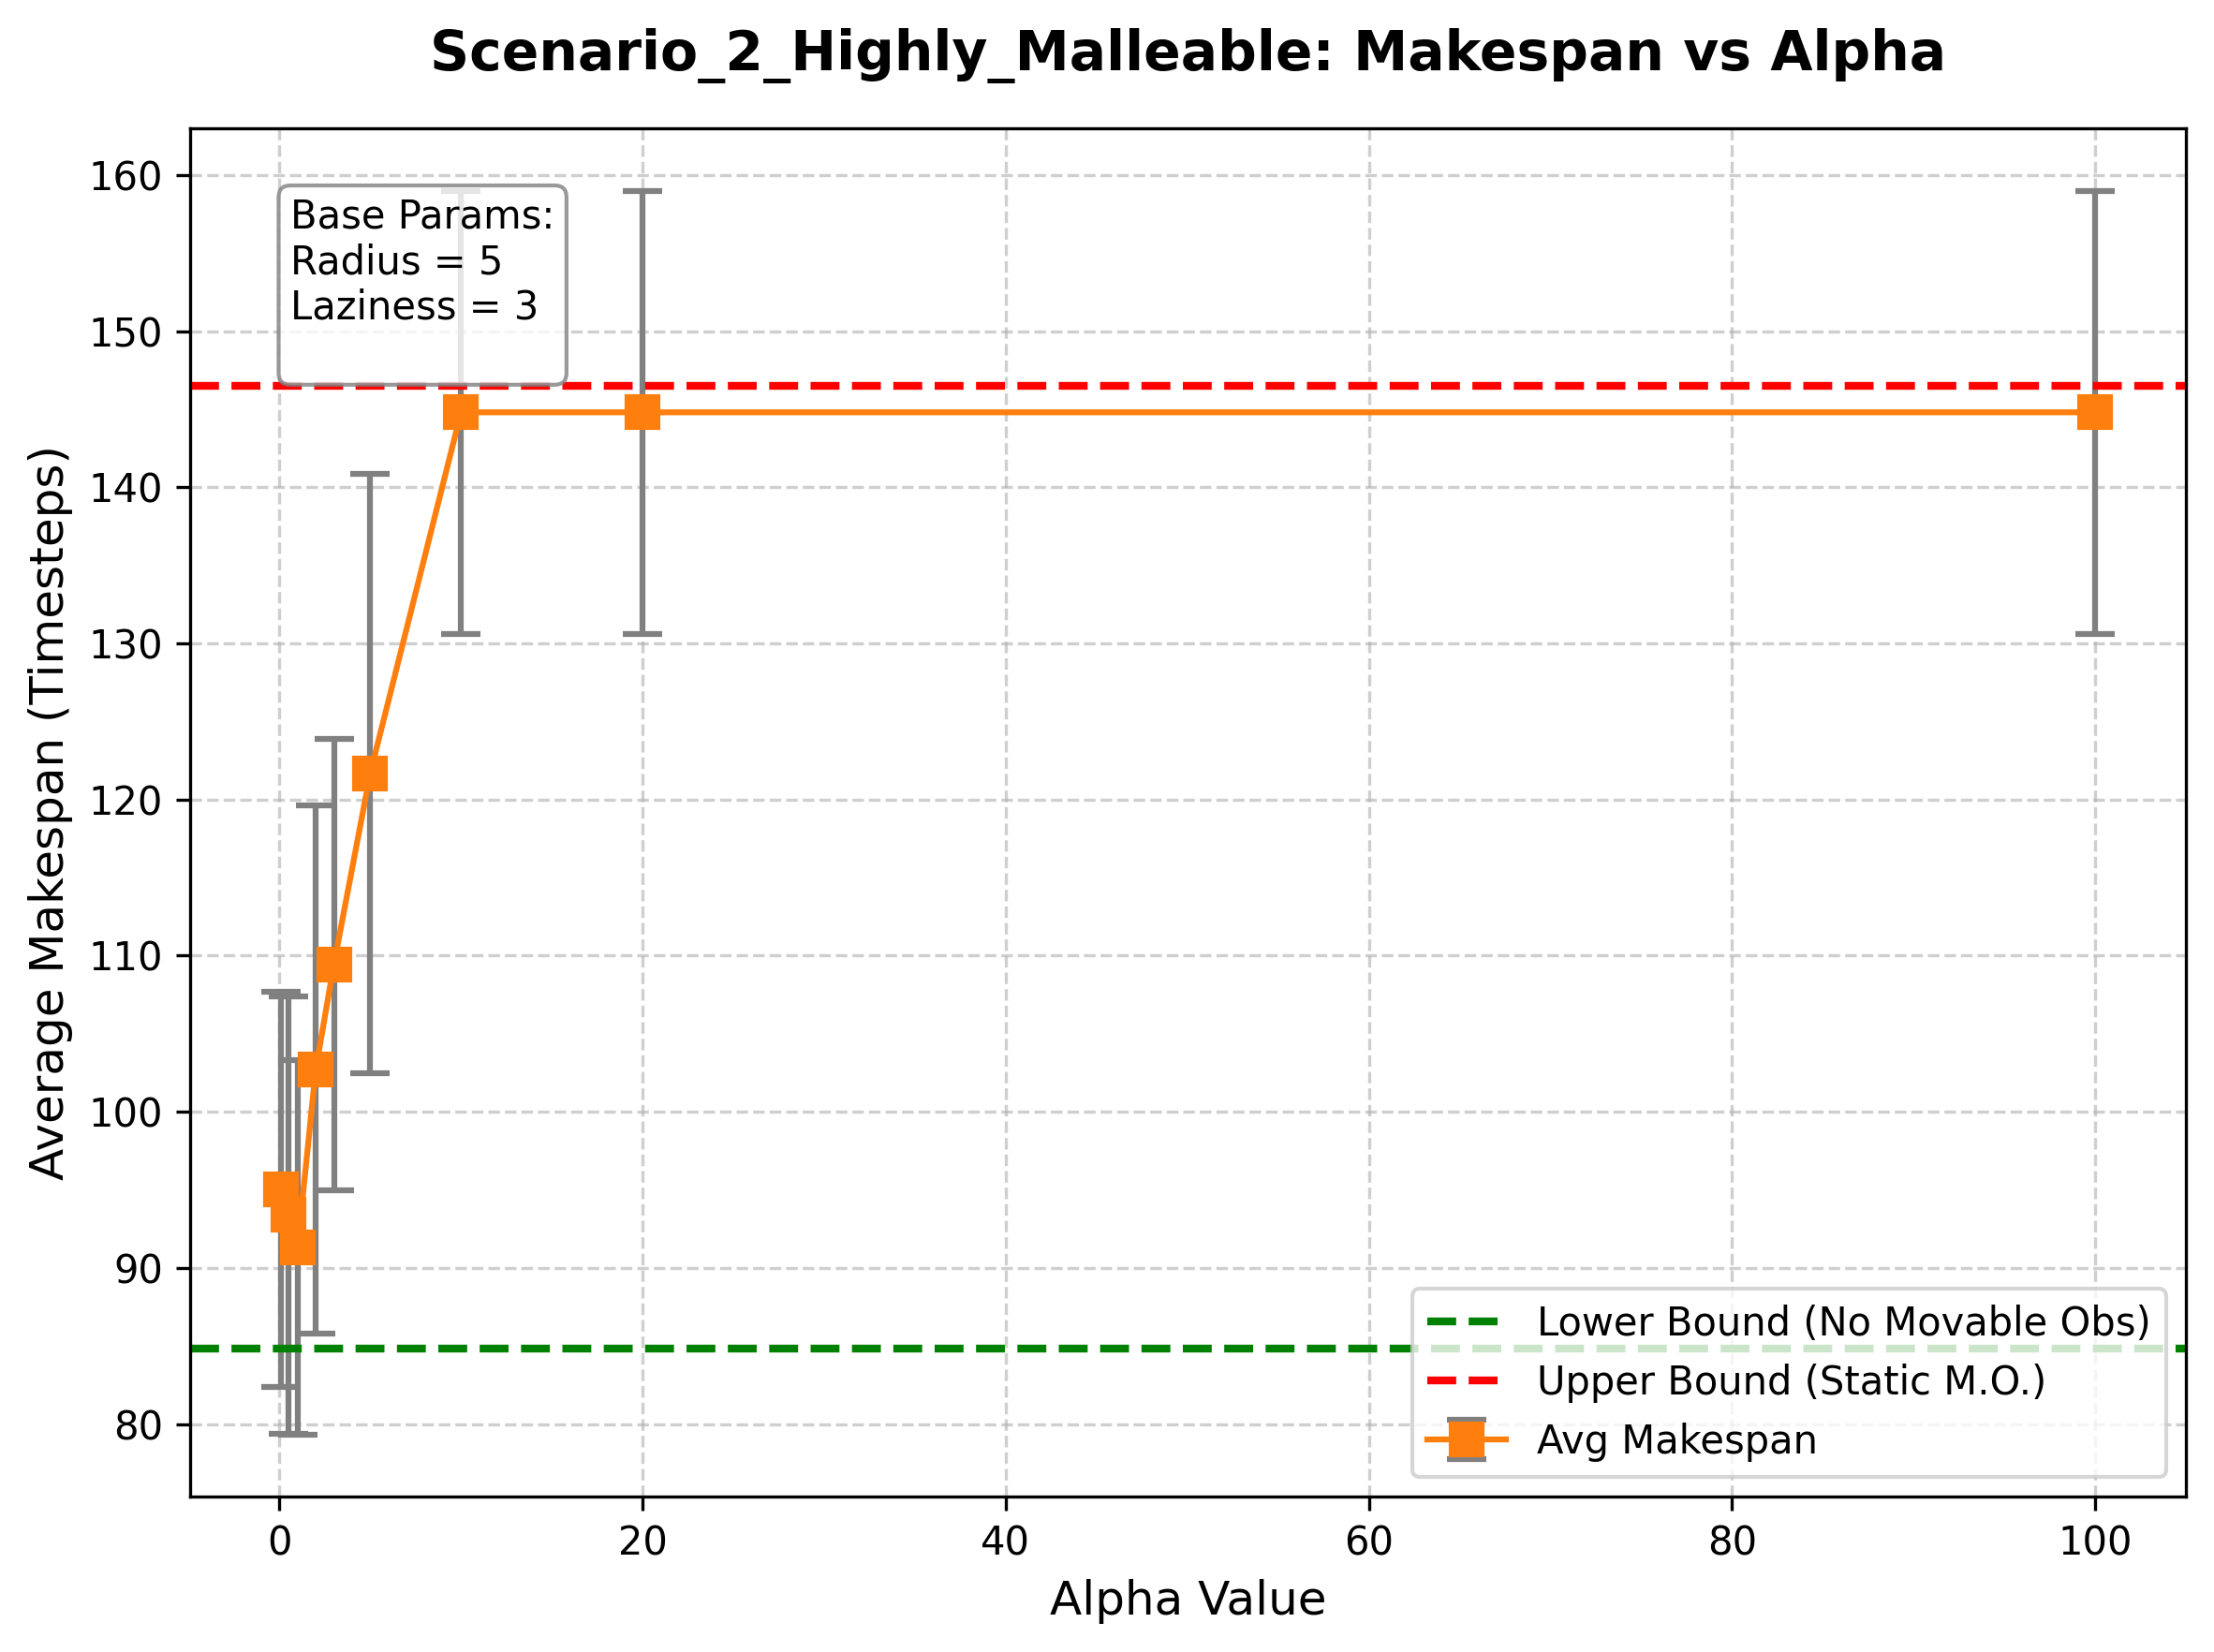 Scenario_2_Highly_Malleable: Makespan vs Alpha
160
150
140
130
120
110
100
90
80
Average Makespan (Timesteps)
Base Params:
Radius = 5
Laziness = 3
Lower Bound (No Movable Obs)
Upper Bound (Static M.O.)
Avg Makespan
0 20 40 60 80 100
Alpha Value